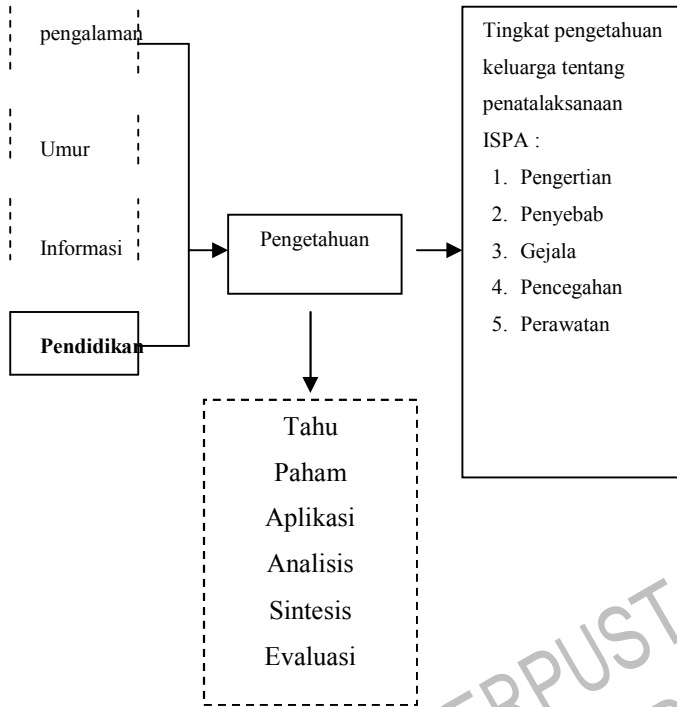 pengalaman
Umur
Informasi
Pendidikan
Pengetahuan
Tingkat pengetahuan
keluarga tentang
penatalaksanaan
ISPA :
1. Pengertian
2. Penyebab
3. Gejala
4. Pencegahan
5. Perawatan
Tahu
Paham
Aplikasi
Analisis
Sintesis
Evaluasi